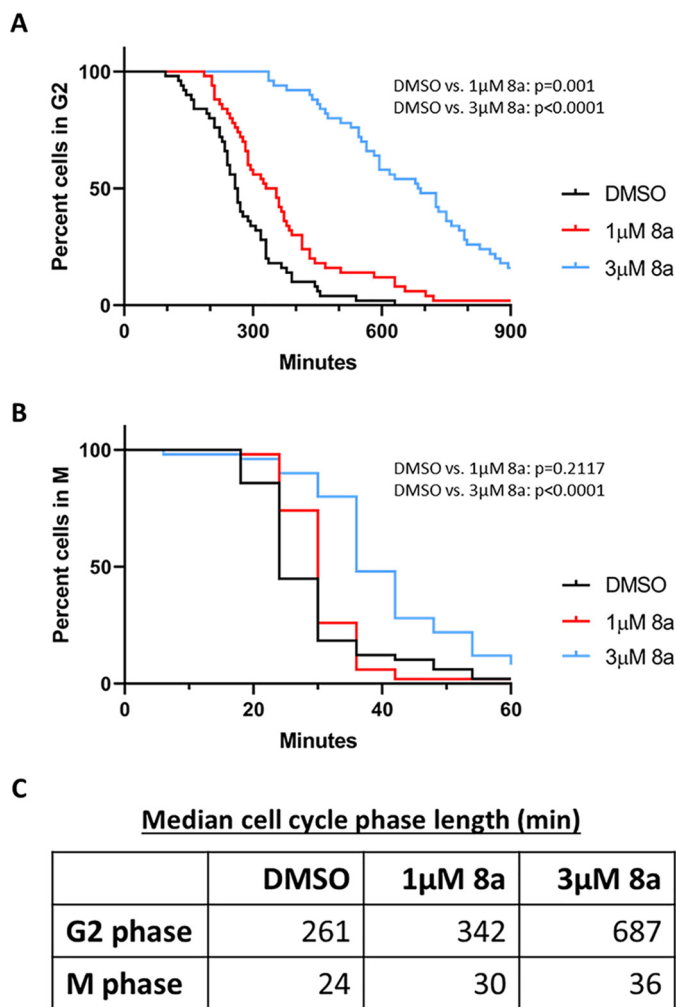 A
100
50
0
Percent cells in G2
0 300 600 900
Minutes
DMSO vs. 1μM 8a: p=0.001
DMSO vs. 3μM 8a: p<0.0001
DMSO
1μM 8a
3μM 8a
B
100
50
0
Percent cells in M
0 20 40 60
Minutes
DMSO vs. 1μM 8a: p=0.2117
DMSO vs. 3μM 8a: p<0.0001
DMSO
1μM 8a
3μM 8a
C
Median cell cycle phase length (min)
DMSO 1μM 8a 3μM 8a
G2 phase 261 342 687
M phase 24 30 36